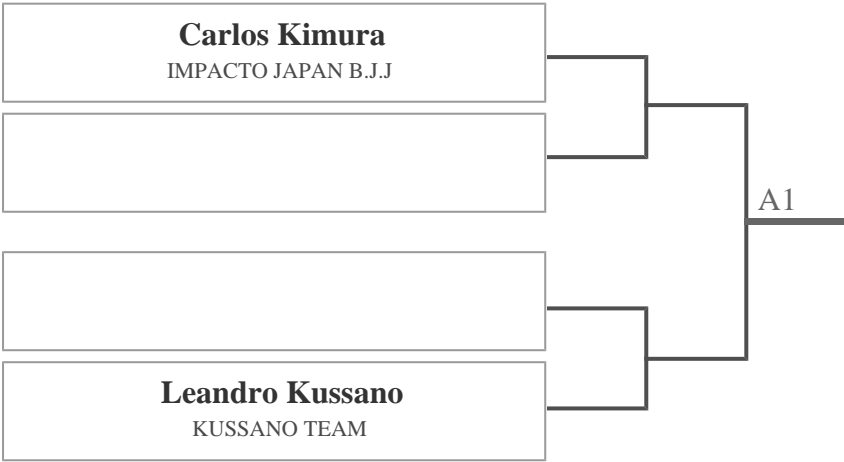 Carlos Kimura
IMPACTO JAPAN B.J.J
A1
Leandro Kussano
KUSSANO TEAM